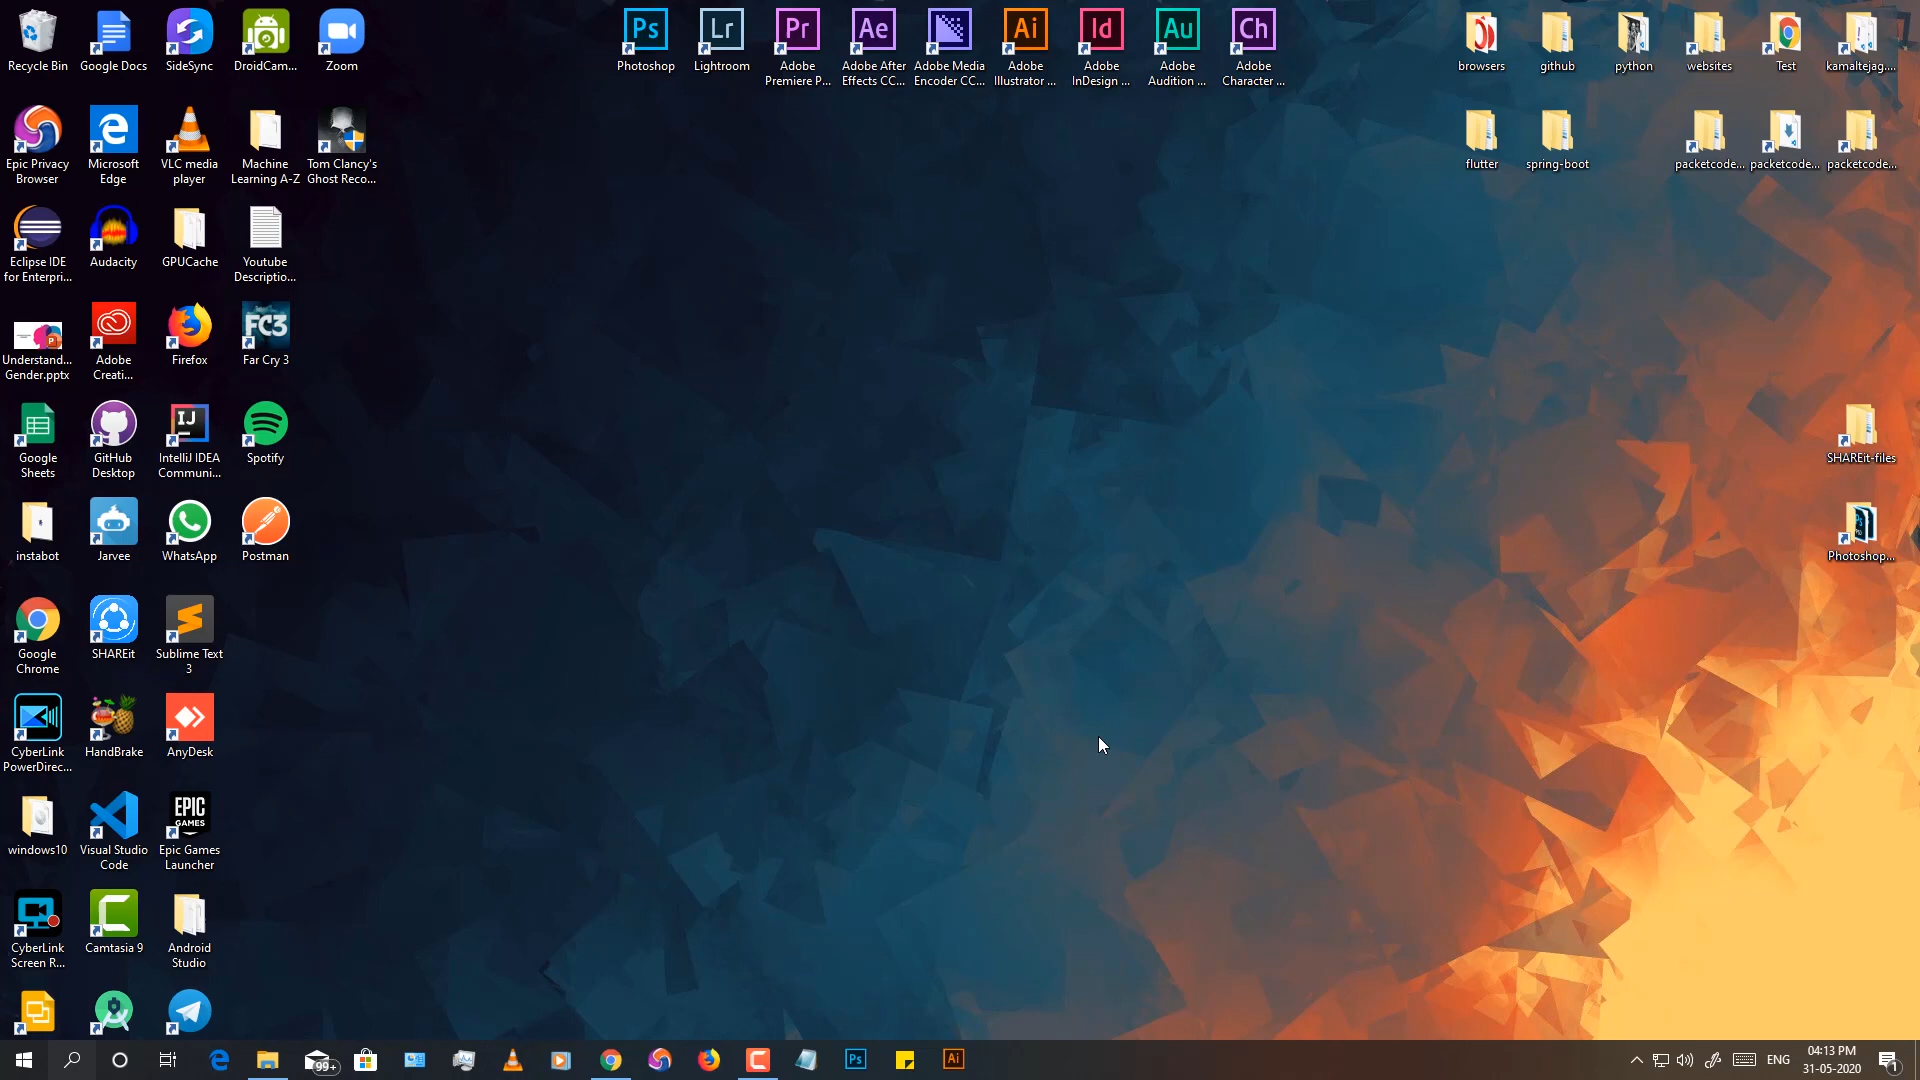 Recycle Bin
Google Docs
SideSync
DroidCam...
Zoom
Ps
Photoshop
Lr
Lightroom
Pr
Adobe
Premiere P...
Ae
Adobe After
Effects CC...
Adobe Media
Encoder CC...
Ai
Adobe
Illustrator ...
Id
Adobe
InDesign ...
Au
Adobe
Audition ...
Ch
Adobe
Character ...
browsers
github
python
websites
Test
kamaltejag....
Epic Privacy
Browser
Microsoft
Edge
VLC media
player
Machine
Learning A-Z
Tom Clancy's
Ghost Reco...
flutter
spring-boot
packetcode...
packetcode...
packetcode...
Eclipse IDE
for Enterpri...
Audacity
GPUCache
Youtube
Descriptio...
Understand...
Gender.pptx
Adobe
Creati...
Firefox
FC3
Far Cry 3
Google
Sheets
GitHub
Desktop
IJ
IntelliJ IDEA
Communi...
Spotify
SHAREit-files
instabot
Jarvee
WhatsApp
Postman
Ps
Photoshop...
Google
Chrome
SHAREit
Sublime Text
3
CyberLink
PowerDirec...
HandBrake
AnyDesk
windows10
Visual Studio
Code
EPIC
GAMES
Epic Games
Launcher
CyberLink
Screen R...
Camtasia 9
Android
Studio
99+
Ps
Ai
ENG
04:13 PM
31-05-2020
1